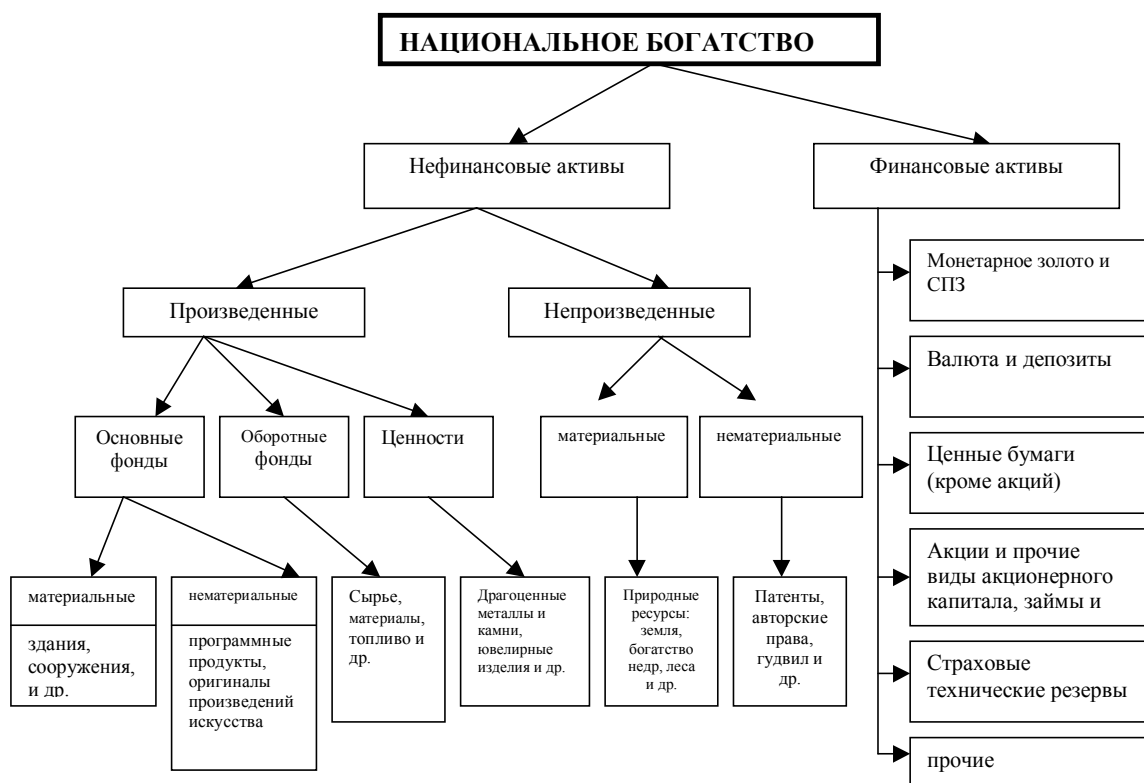 НАЦИОНАЛЬНОЕ БОГАТСТВО
Нефинансовые активы
Финансовые активы
Произведенные
Непроизведенные
Основные
фонды
Оборотные
фонды
Ценности
материальные
нематериальные
материальные
здания,
сооружения,
и др.
нематериальные
программные
продукты,
оригиналы
произведений
искусства
Сырье,
материалы,
топливо и
др.
Драгоценные
металлы и
камни,
ювелирные
изделия и др.
Природные
ресурсы:
земля,
богатство
недр, леса
и др.
Патенты,
авторские
права,
гудвил и
др.
Монетарное золото и
СПЗ
Валюта и депозиты
Ценные бумаги
(кроме акций)
Акции и прочие
виды акционерного
капитала, займы и
Страховые
технические резервы
прочие